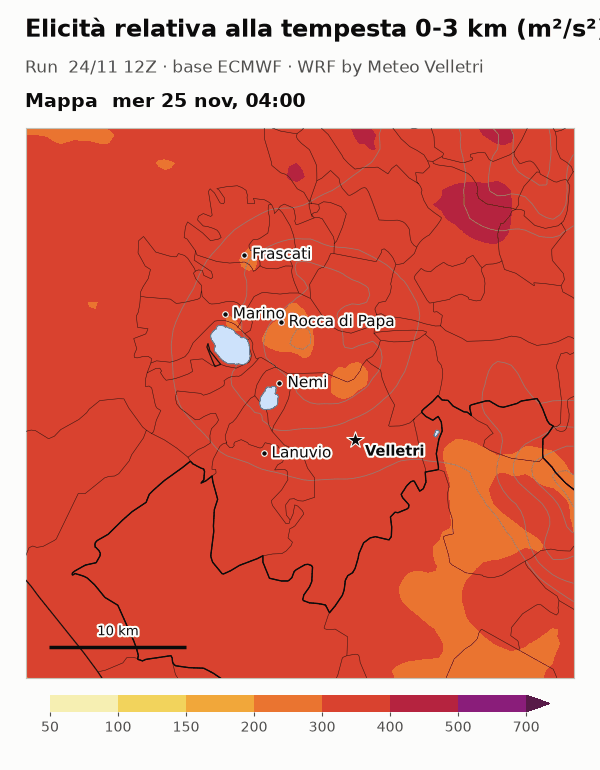 Elicità relativa alla tempesta 0-3 km (m²/s²)
Run 24/11 12Z · base ECMWF · WRF by Meteo Velletri
Mappa mer 25 nov, 04:00
Frascati
Marino
Rocca di Papa
Nemi
Velletri
Lanuvio
10 km
50 100 150 200 300 400 500 700